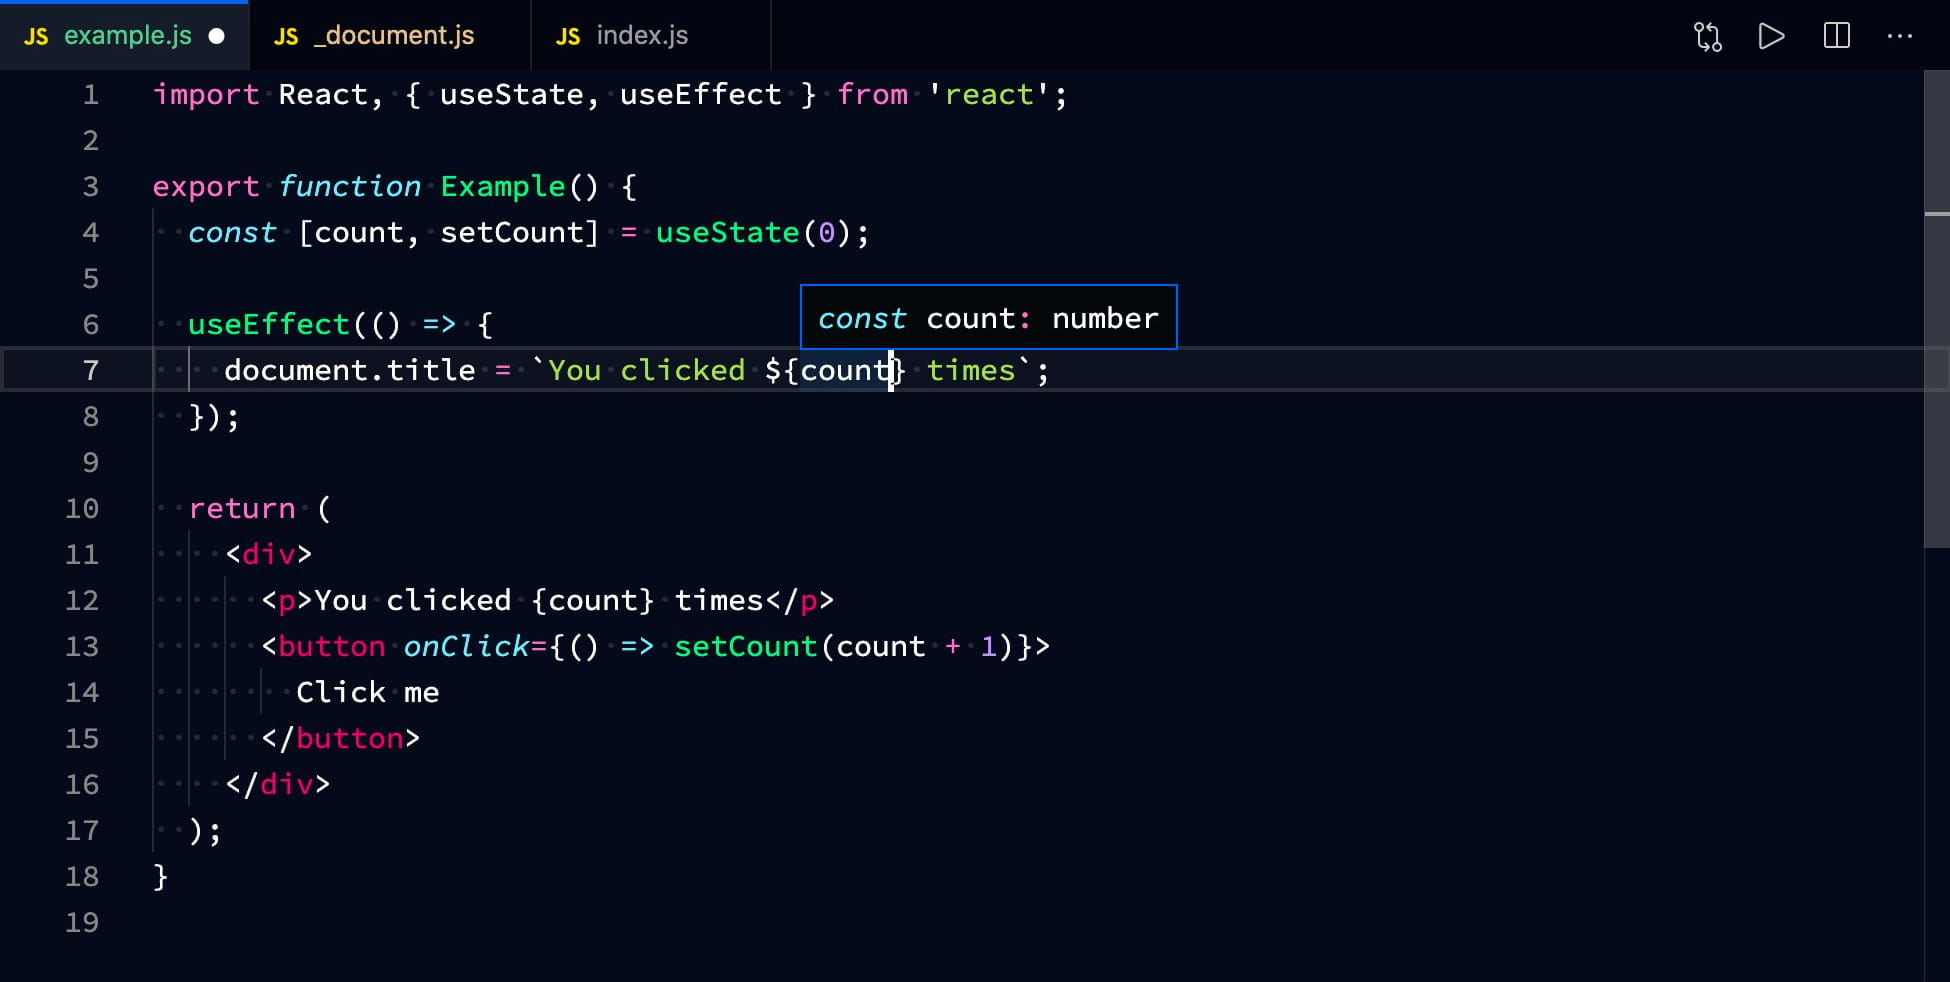 JS example.js JS _document.js JS index.js
1 import React, { useState, useEffect } from 'react';
2
3 export function Example() {
4   const [count, setCount] = useState(0);
5
const count: number
6   useEffect(() => {
7     document.title = `You clicked ${count} times`;
8   });
9
10   return (
11     <div>
12       <p>You clicked {count} times</p>
13       <button onClick={() => setCount(count + 1)}>
14         Click me
15       </button>
16     </div>
17   );
18 }
19